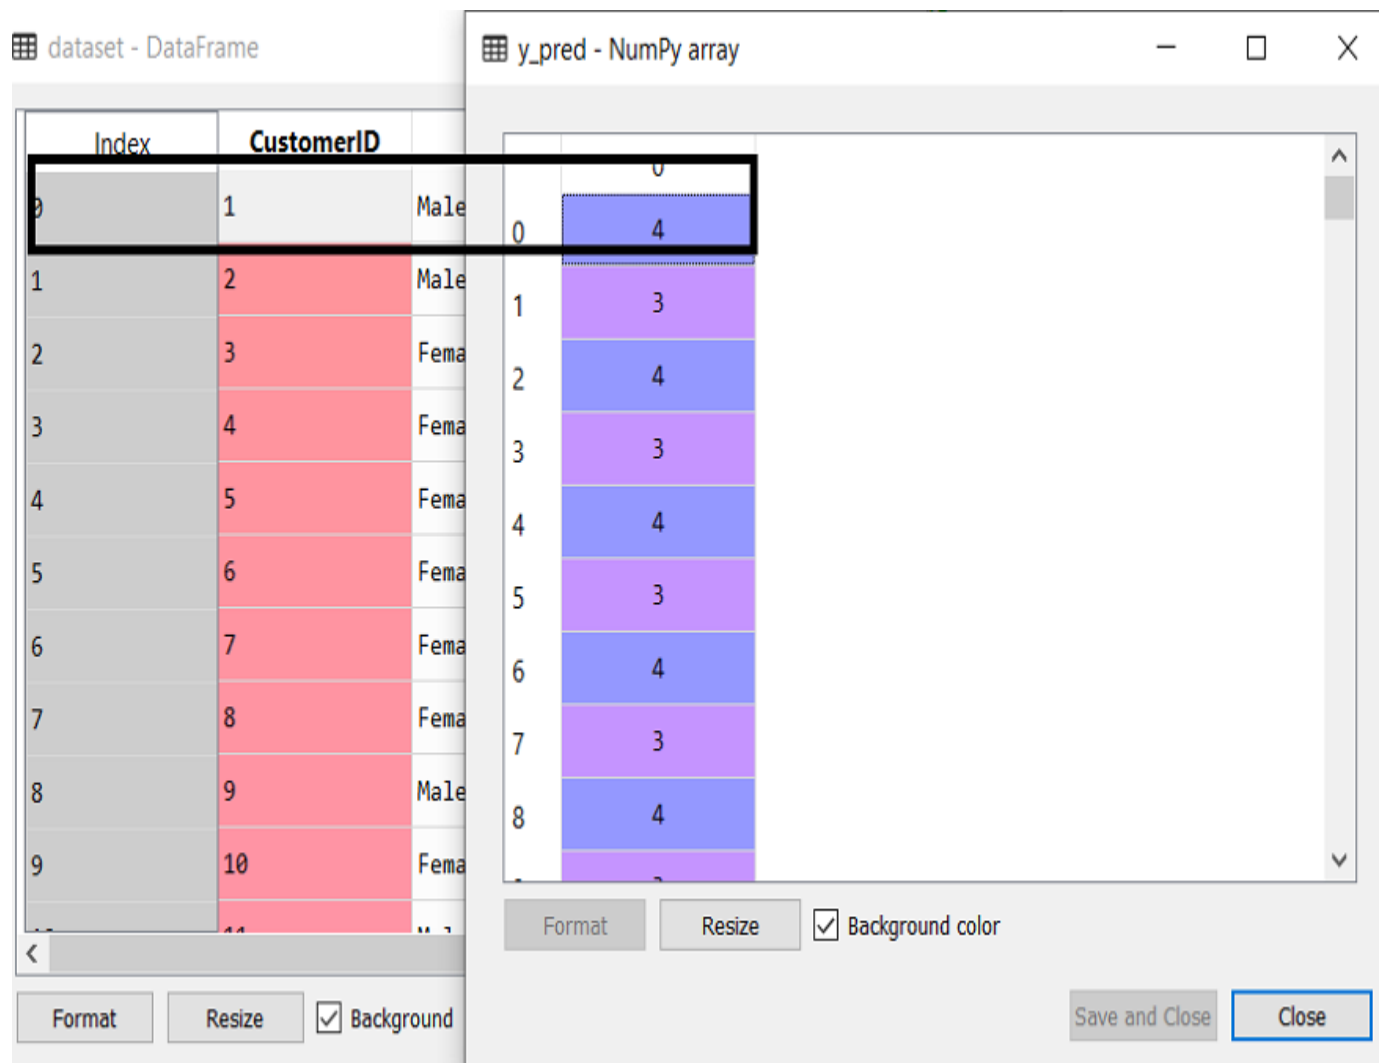 dataset - DataFrame
Index CustomerID
0 1 Male
1 2 Male
2 3 Fema
3 4 Fema
4 5 Fema
5 6 Fema
6 7 Fema
7 8 Fema
8 9 Male
9 10 Fema
Format Resize Background
y_pred - NumPy array
0
0 4
1 3
2 4
3 3
4 4
5 3
6 4
7 3
8 4
Format Resize Background color
Save and Close Close